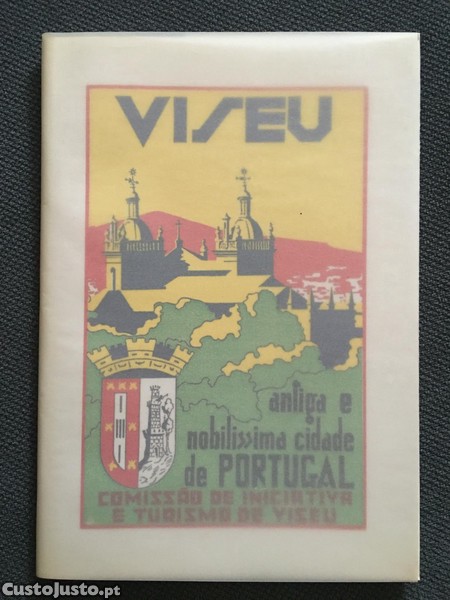 VISEU
antiga e
nobilissima cidade
de PORTUGAL
COMISSÃO DE INICIATIVA
E TURISMO DE VISEU
CustoJusto.pt